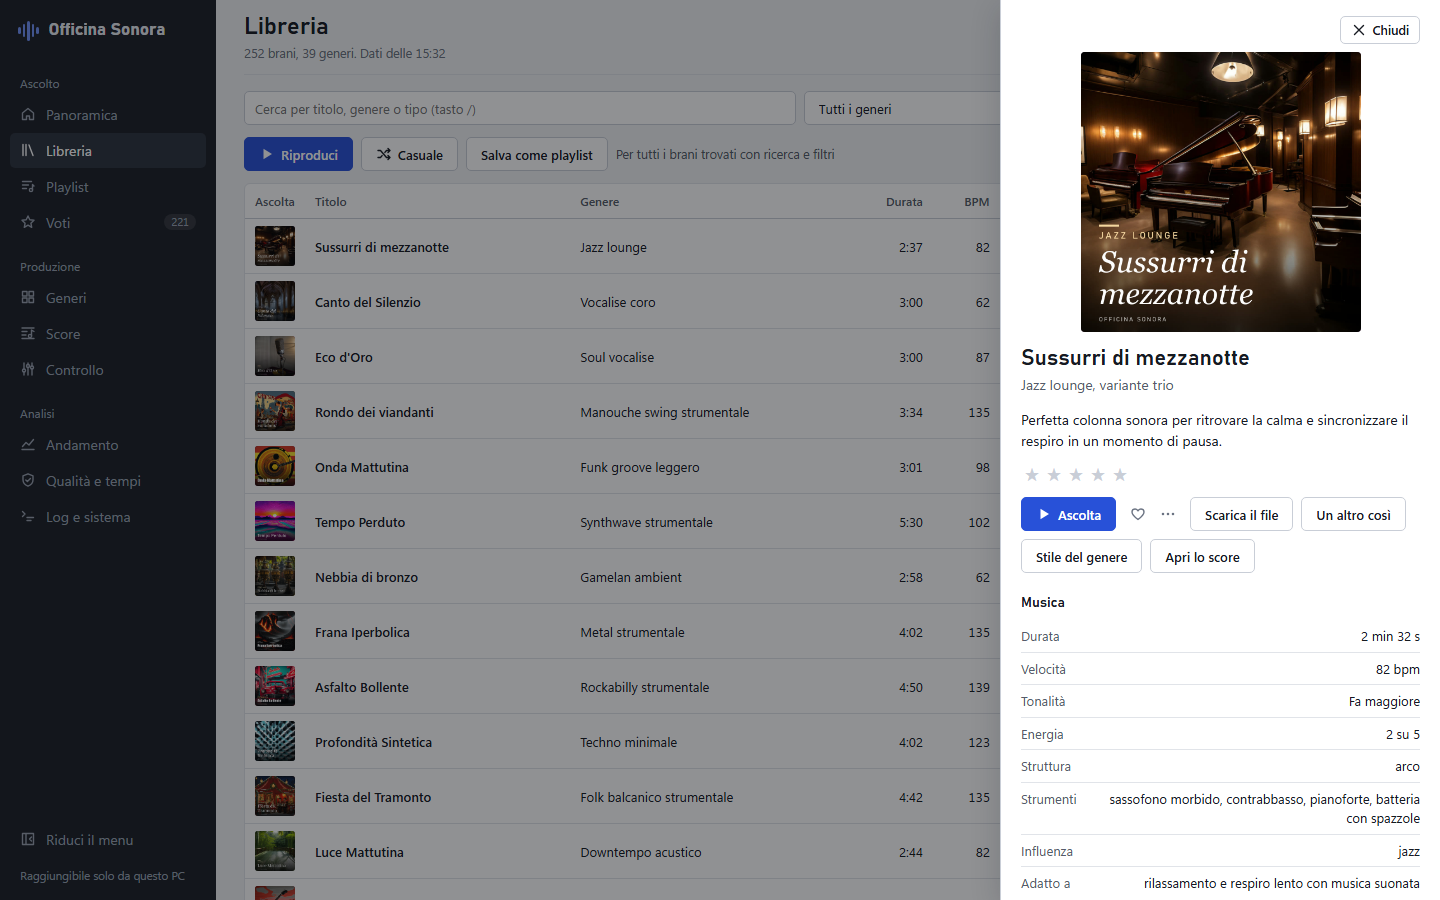 Officina Sonora
Ascolto
Panoramica
Libreria
Playlist
Voti
221
Produzione
Generi
Score
Controllo
Analisi
Andamento
Qualità e tempi
Log e sistema
Riduci il menu
Raggiungibile solo da questo PC
Libreria
252 brani, 39 generi. Dati delle 15:32
Cerca per titolo, genere o tipo (tasto /)
Tutti i generi
Riproduci
Casuale
Salva come playlist
Per tutti i brani trovati con ricerca e filtri
Ascolta Titolo Genere Durata BPM
Sussurri di mezzanotte Jazz lounge 2:37 82
Canto del Silenzio Vocalise coro 3:00 62
Eco d'Oro Soul vocalise 3:00 87
Rondo dei viandanti Manouche swing strumentale 3:34 135
Onda Mattutina Funk groove leggero 3:01 98
Tempo Perduto Synthwave strumentale 5:30 102
Nebbia di bronzo Gamelan ambient 2:58 62
Frana Iperbolica Metal strumentale 4:02 135
Asfalto Bollente Rockabilly strumentale 4:50 139
Profondità Sintetica Techno minimale 4:02 123
Fiesta del Tramonto Folk balcanico strumentale 4:42 135
Luce Mattutina Downtempo acustico 2:44 82
Chiudi
JAZZ LOUNGE
Sussurri di
mezzanotte
OFFICINA SONORA
Sussurri di mezzanotte
Jazz lounge, variante trio
Perfetta colonna sonora per ritrovare la calma e sincronizzare il
respiro in un momento di pausa.
Ascolta
Scarica il file
Un altro così
Stile del genere
Apri lo score
Musica
Durata 2 min 32 s
Velocità 82 bpm
Tonalità Fa maggiore
Energia 2 su 5
Struttura arco
Strumenti sassofono morbido, contrabbasso, pianoforte, batteria
con spazzole
Influenza jazz
Adatto a rilassamento e respiro lento con musica suonata